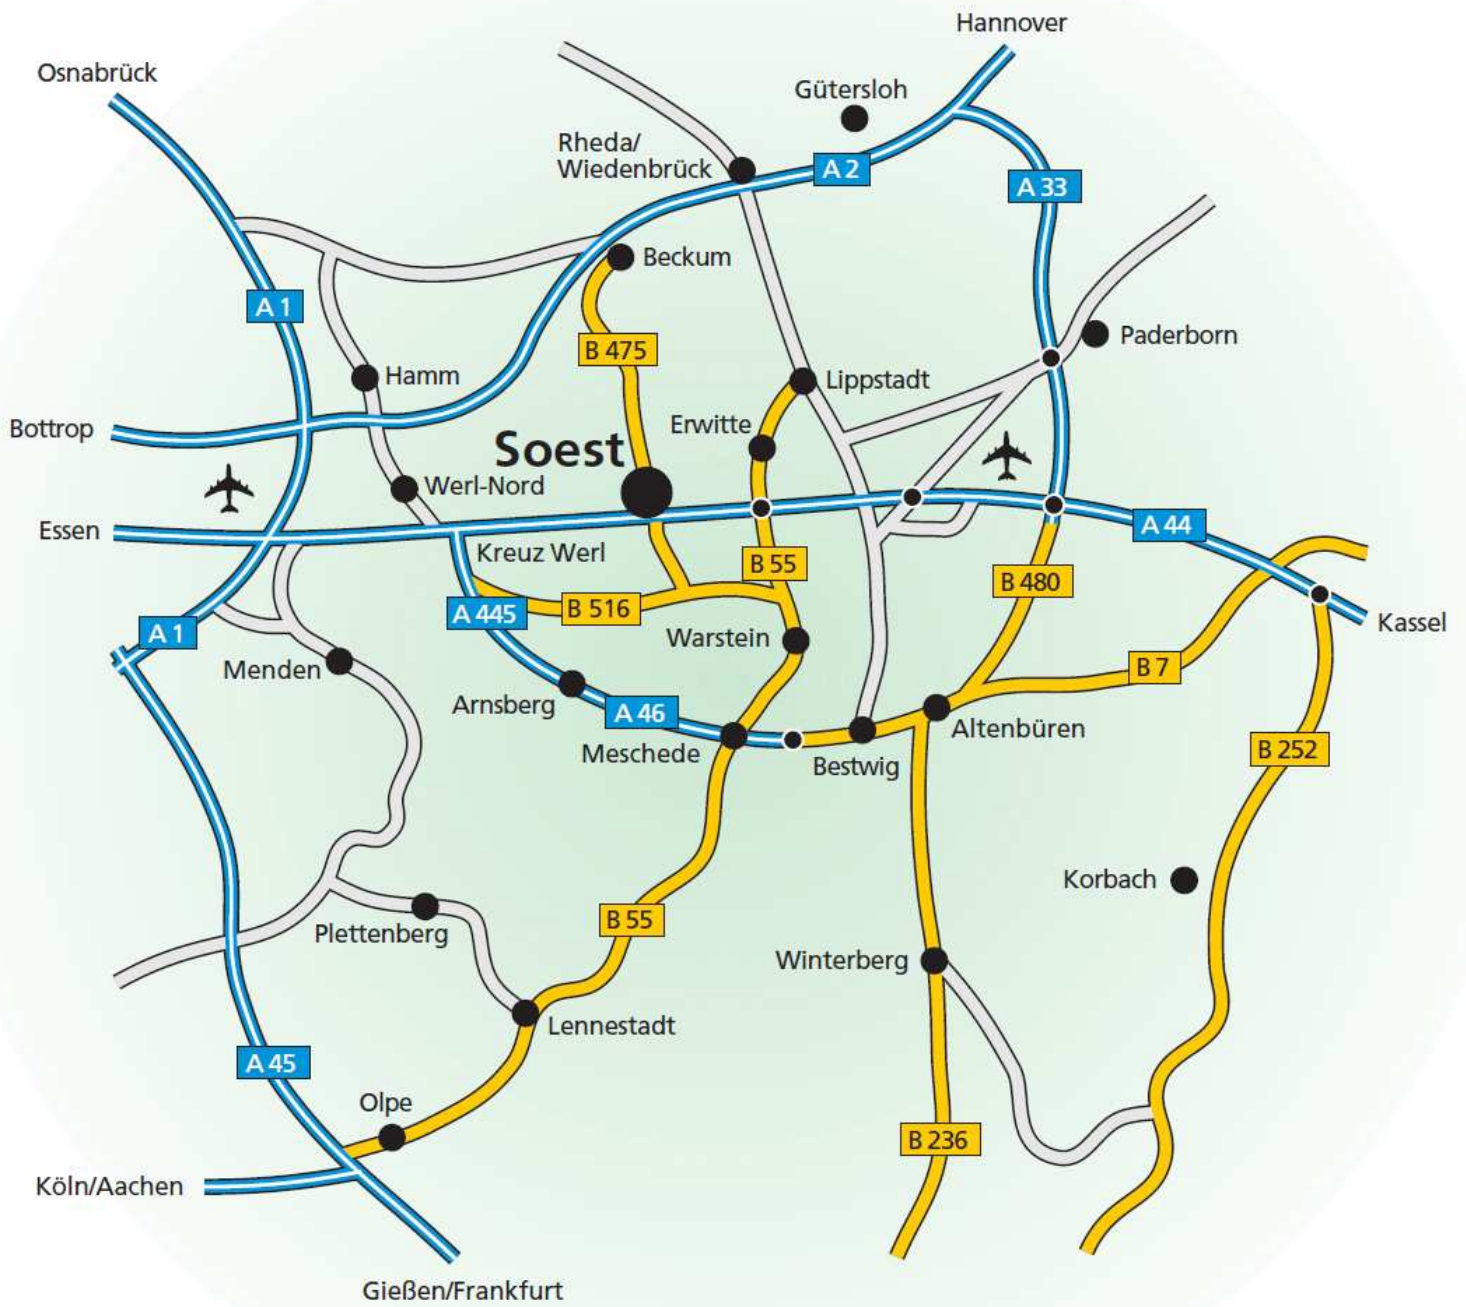 Hannover
Osnabrück
Gütersloh
Rheda/
Wiedenbrück
A 2
A 33
Beckum
A 1
B 475
Paderborn
Hamm
Lippstadt
Erwitte
Bottrop
Soest
Werl-Nord
Essen
A 44
Kreuz Werl
B 55
B 480
B 516
A 445
Kassel
A 1
Warstein
Menden
B 7
Arnsberg
A 46
Altenbüren
Meschede
Bestwig
B 252
Korbach
B 55
Plettenberg
Winterberg
Lennestadt
A 45
Olpe
B 236
Köln/Aachen
Gießen/Frankfurt